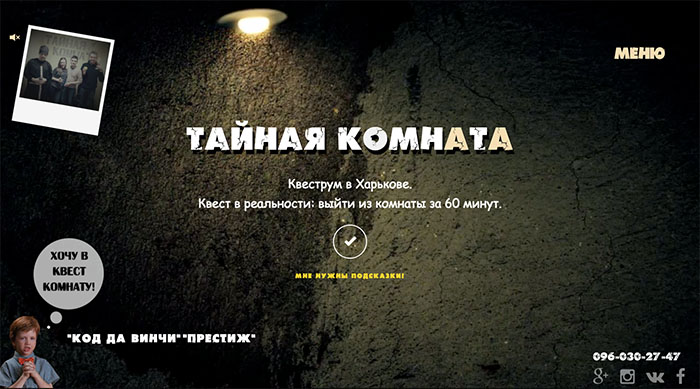 МЕНЮ
ТАЙНАЯ КОМНАТА
Квеструм в Харькове.
Квест в реальности: выйти из комнаты за 60 минут.
МНЕ НУЖНЫ ПОДСКАЗКИ!
ХОЧУ В
КВЕСТ
КОМНАТУ!
"КОД ДА ВИНЧИ" "ПРЕСТИЖ"
096-030-27-47